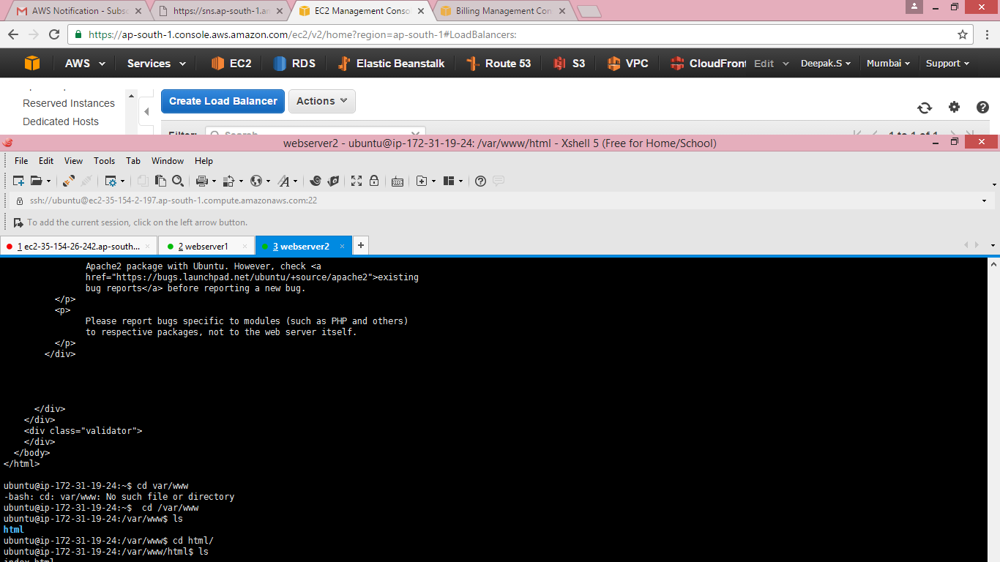 AWS Notification - Subsc
https://sns.ap-south-1.am
EC2 Management Conso
Billing Management Con
https://ap-south-1.console.aws.amazon.com/ec2/v2/home?region=ap-south-1#LoadBalancers:
AWS Services EC2 RDS Elastic Beanstalk Route 53 S3 VPC CloudFront Edit Deepak.S Mumbai Support
Reserved Instances
Dedicated Hosts
Create Load Balancer Actions
Filter: Search 1 to 1 of 1
webserver2 - ubuntu@ip-172-31-19-24: /var/www/html - Xshell 5 (Free for Home/School)
File Edit View Tools Tab Window Help
ssh://ubuntu@ec2-35-154-2-197.ap-south-1.compute.amazonaws.com:22
To add the current session, click on the left arrow button.
1 ec2-35-154-26-242.ap-south... 2 webserver1 3 webserver2
Apache2 package with Ubuntu. However, check <a
href="https://bugs.launchpad.net/ubuntu/+source/apache2">existing
bug reports</a> before reporting a new bug.
</p>
<p>
Please report bugs specific to modules (such as PHP and others)
to respective packages, not to the web server itself.
</p>
</div>
</div>
</div>
<div class="validator">
</div>
</body>
</html>
ubuntu@ip-172-31-19-24:~$ cd var/www
-bash: cd: var/www: No such file or directory
ubuntu@ip-172-31-19-24:~$  cd /var/www
ubuntu@ip-172-31-19-24:/var/www$ ls
html
ubuntu@ip-172-31-19-24:/var/www$ cd html/
ubuntu@ip-172-31-19-24:/var/www/html$ ls
index.html